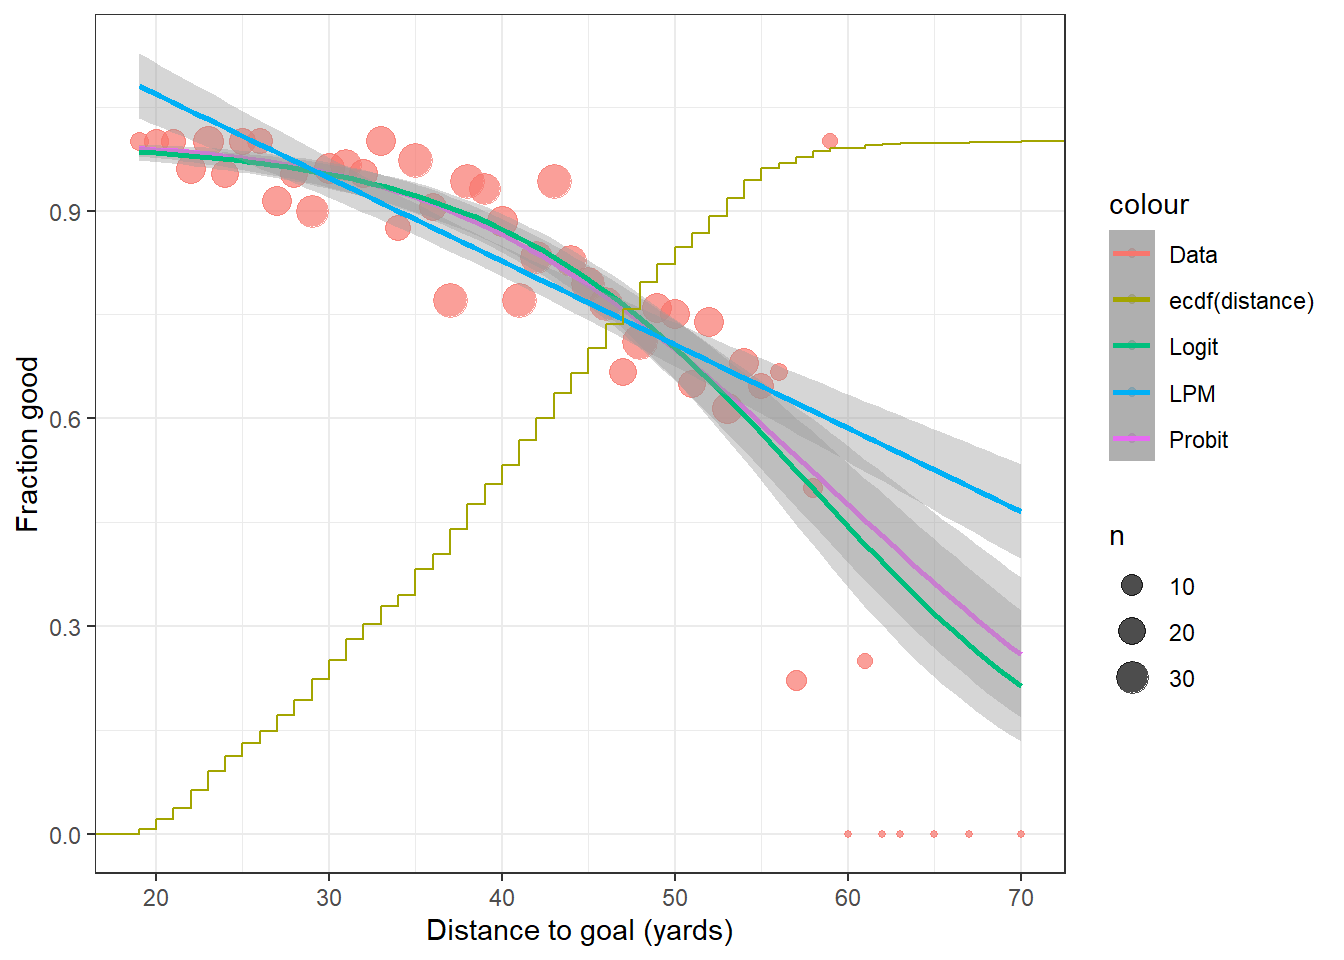 0.9
0.6
0.3
0.0
Fraction good
20 30 40 50 60 70
Distance to goal (yards)
colour
Data
ecdf(distance)
Logit
LPM
Probit
n
10
20
30